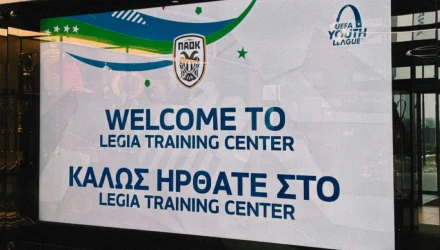 ΠΑΟΚ
UEFA
YOUTH
LEAGUE
WELCOME TO
LEGIA TRAINING CENTER
ΚΑΛΩΣ ΗΡΘΑΤΕ ΣΤΟ
LEGIA TRAINING CENTER